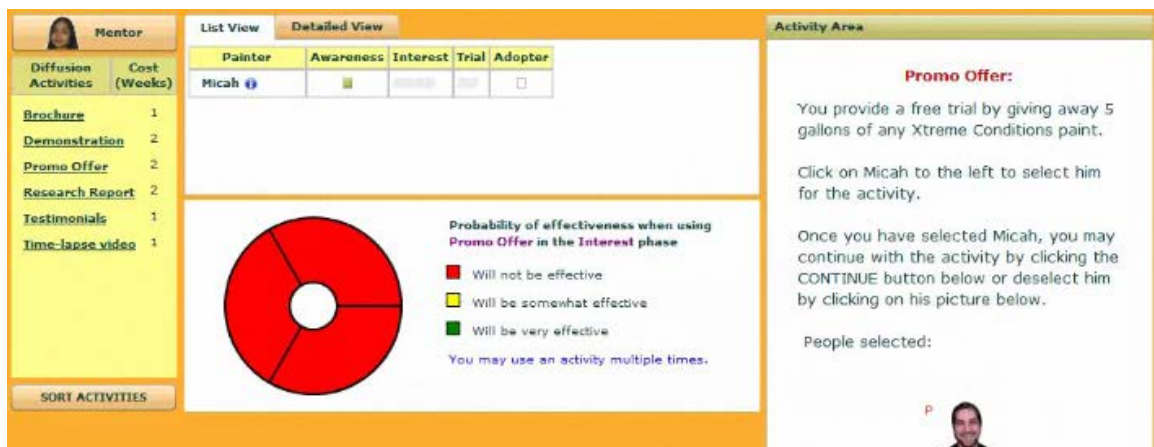 Mentor
Diffusion Activities
Cost (Weeks)
Brochure 1
Demonstration 2
Promo Offer 2
Research Report 2
Testimonials 1
Time-lapse video 1
SORT ACTIVITIES
List View
Detailed View
Painter Awareness Interest Trial Adopter
Micah
Probability of effectiveness when using
Promo Offer in the Interest phase
Will not be effective
Will be somewhat effective
Will be very effective
You may use an activity multiple times.
Activity Area
Promo Offer:
You provide a free trial by giving away 5
gallons of any Xtreme Conditions paint.
Click on Micah to the left to select him
for the activity.
Once you have selected Micah, you may
continue with the activity by clicking the
CONTINUE button below or deselect him
by clicking on his picture below.
People selected:
P